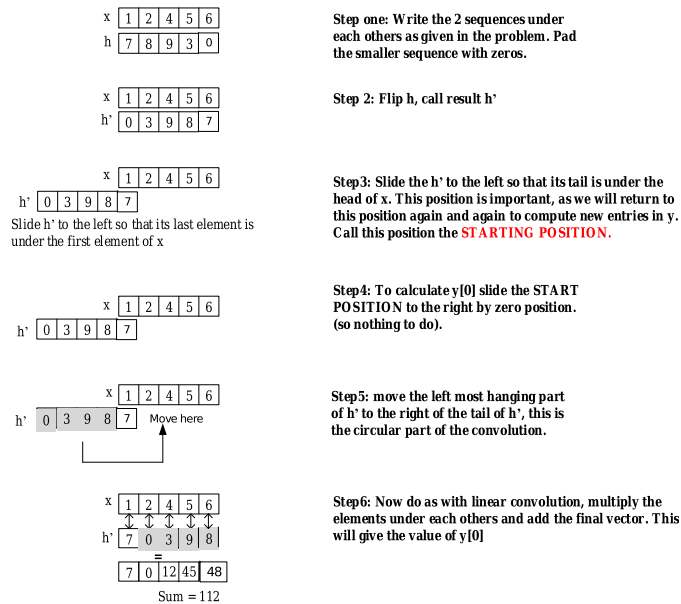 x 1 2 4 5 6
h 7 8 9 3 0
Step one: Write the 2 sequences under
each others as given in the problem. Pad
the smaller sequence with zeros.
x 1 2 4 5 6
h’ 0 3 9 8 7
Step 2: Flip h, call result h’
x 1 2 4 5 6
h’ 0 3 9 8 7
Slide h’ to the left so that its last element is
under the first element of x
Step3: Slide the h’ to the left so that its tail is under the
head of x. This position is important, as we will return to
this position again and again to compute new entries in y.
Call this position the STARTING POSITION.
x 1 2 4 5 6
h’ 0 3 9 8 7
Step4: To calculate y[0] slide the START
POSITION to the right by zero position.
(so nothing to do).
x 1 2 4 5 6
h’ 0 3 9 8 7 Move here
Step5: move the left most hanging part
of h’ to the right of the tail of h’, this is
the circular part of the convolution.
x 1 2 4 5 6
h’ 7 0 3 9 8
=
7 0 12 45 48
Sum = 112
Step6: Now do as with linear convolution, multiply the
elements under each others and add the final vector. This
will give the value of y[0]